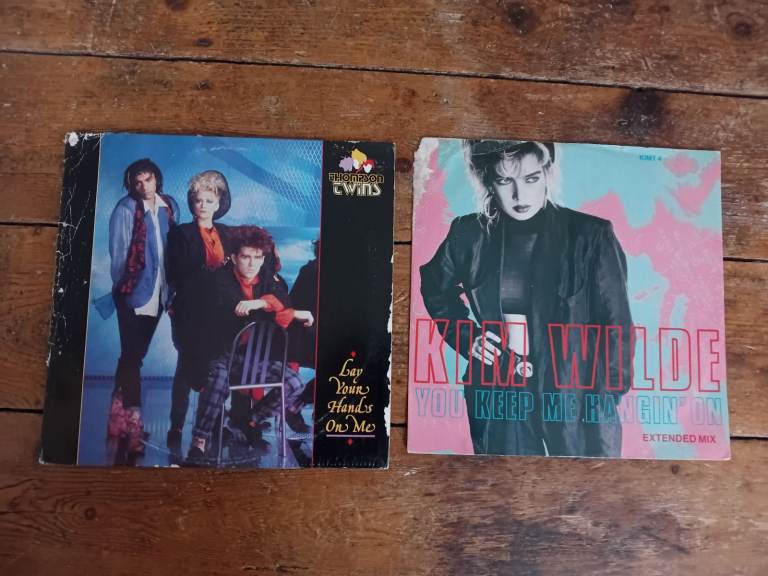 THOMPSON
TWINS
Lay
Your
Hands
On Me
KIMT 4
KIM WILDE
YOU KEEP ME HANGIN' ON
EXTENDED MIX